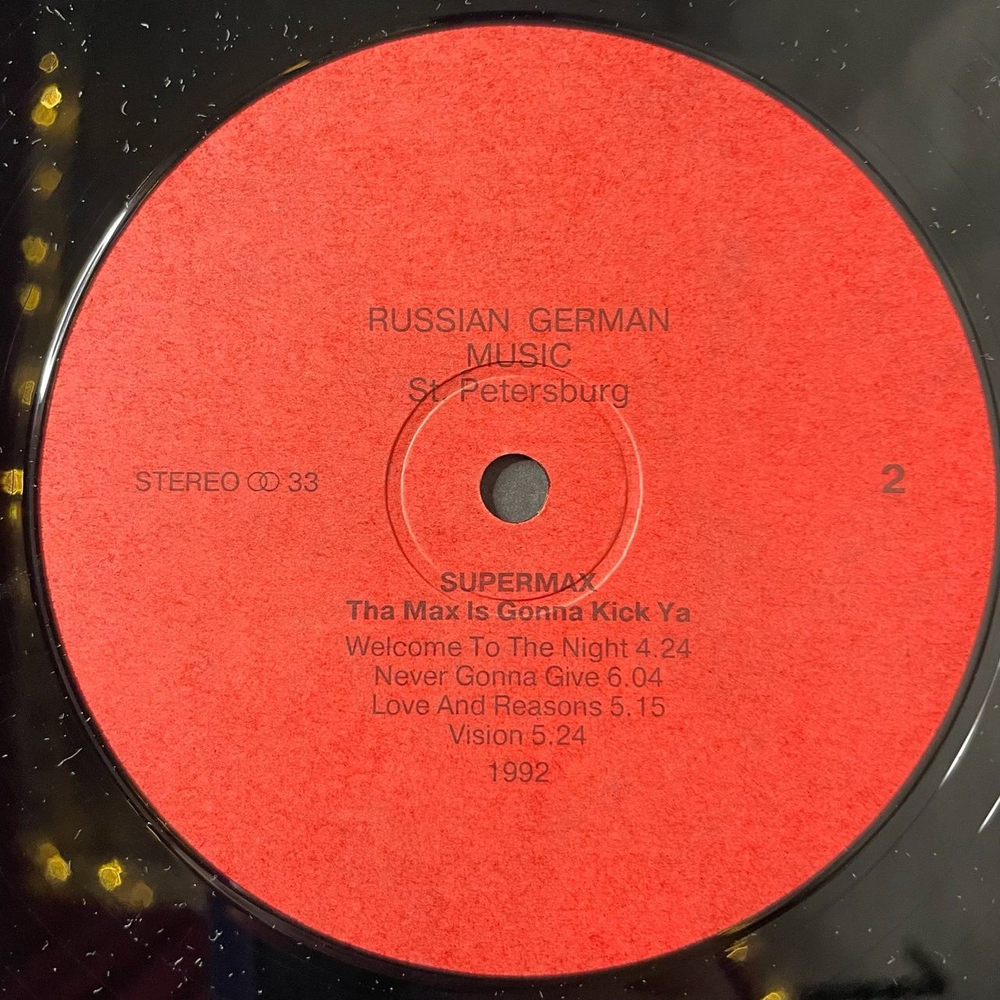 RUSSIAN GERMAN
MUSIC
St. Petersburg
STEREO ꝏ 33
2
SUPERMAX
Tha Max Is Gonna Kick Ya
Welcome To The Night 4.24
Never Gonna Give 6.04
Love And Reasons 5.15
Vision 5.24
1992